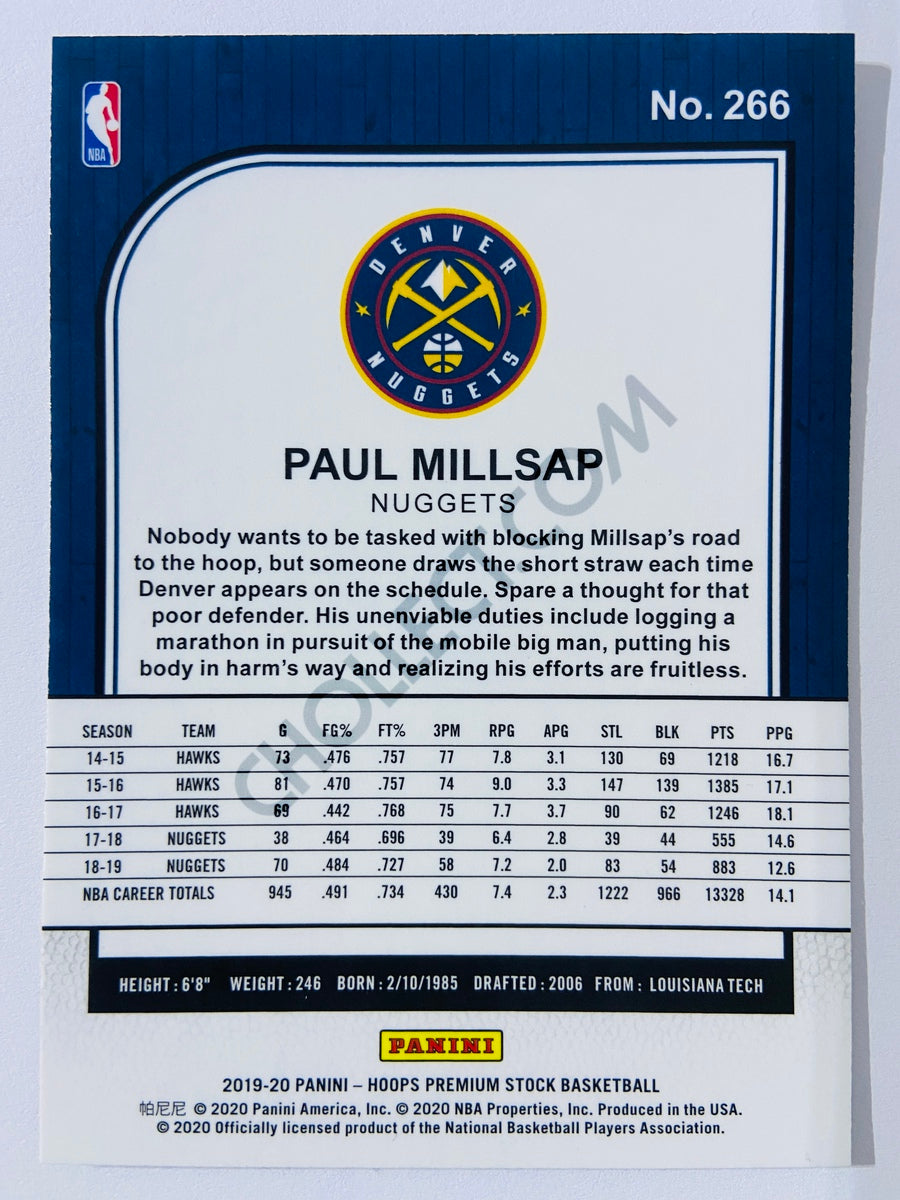 No. 266
NBA
DENVER
NUGGETS
PAUL MILLSAP
NUGGETS
Nobody wants to be tasked with blocking Millsap's road
to the hoop, but someone draws the short straw each time
Denver appears on the schedule. Spare a thought for that
poor defender. His unenviable duties include logging a
marathon in pursuit of the mobile big man, putting his
body in harm's way and realizing his efforts are fruitless.
CHOLLECT.COM
SEASON TEAM G FG% FT% 3PM RPG APG STL BLK PTS PPG
14-15 HAWKS 73 .476 .757 77 7.8 3.1 130 69 1218 16.7
15-16 HAWKS 81 .470 .757 74 9.0 3.3 147 139 1385 17.1
16-17 HAWKS 69 .442 .768 75 7.7 3.7 90 62 1246 18.1
17-18 NUGGETS 38 .464 .696 39 6.4 2.8 39 44 555 14.6
18-19 NUGGETS 70 .484 .727 58 7.2 2.0 83 54 883 12.6
NBA CAREER TOTALS 945 .491 .734 430 7.4 2.3 1222 966 13328 14.1
HEIGHT: 6'8" WEIGHT: 246 BORN: 2/10/1985 DRAFTED: 2006 FROM: LOUISIANA TECH
PANINI
2019-20 PANINI – HOOPS PREMIUM STOCK BASKETBALL
帕尼尼 © 2020 Panini America, Inc. © 2020 NBA Properties, Inc. Produced in the USA.
© 2020 Officially licensed product of the National Basketball Players Association.